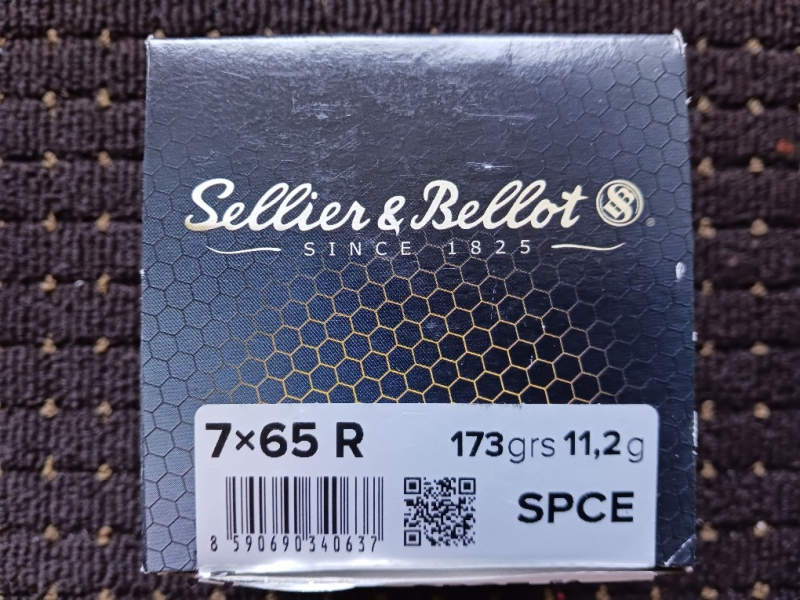 Sellier & Bellot S&B®
SINCE 1825
7×65 R 173grs 11,2g
SPCE
8 590690 340637